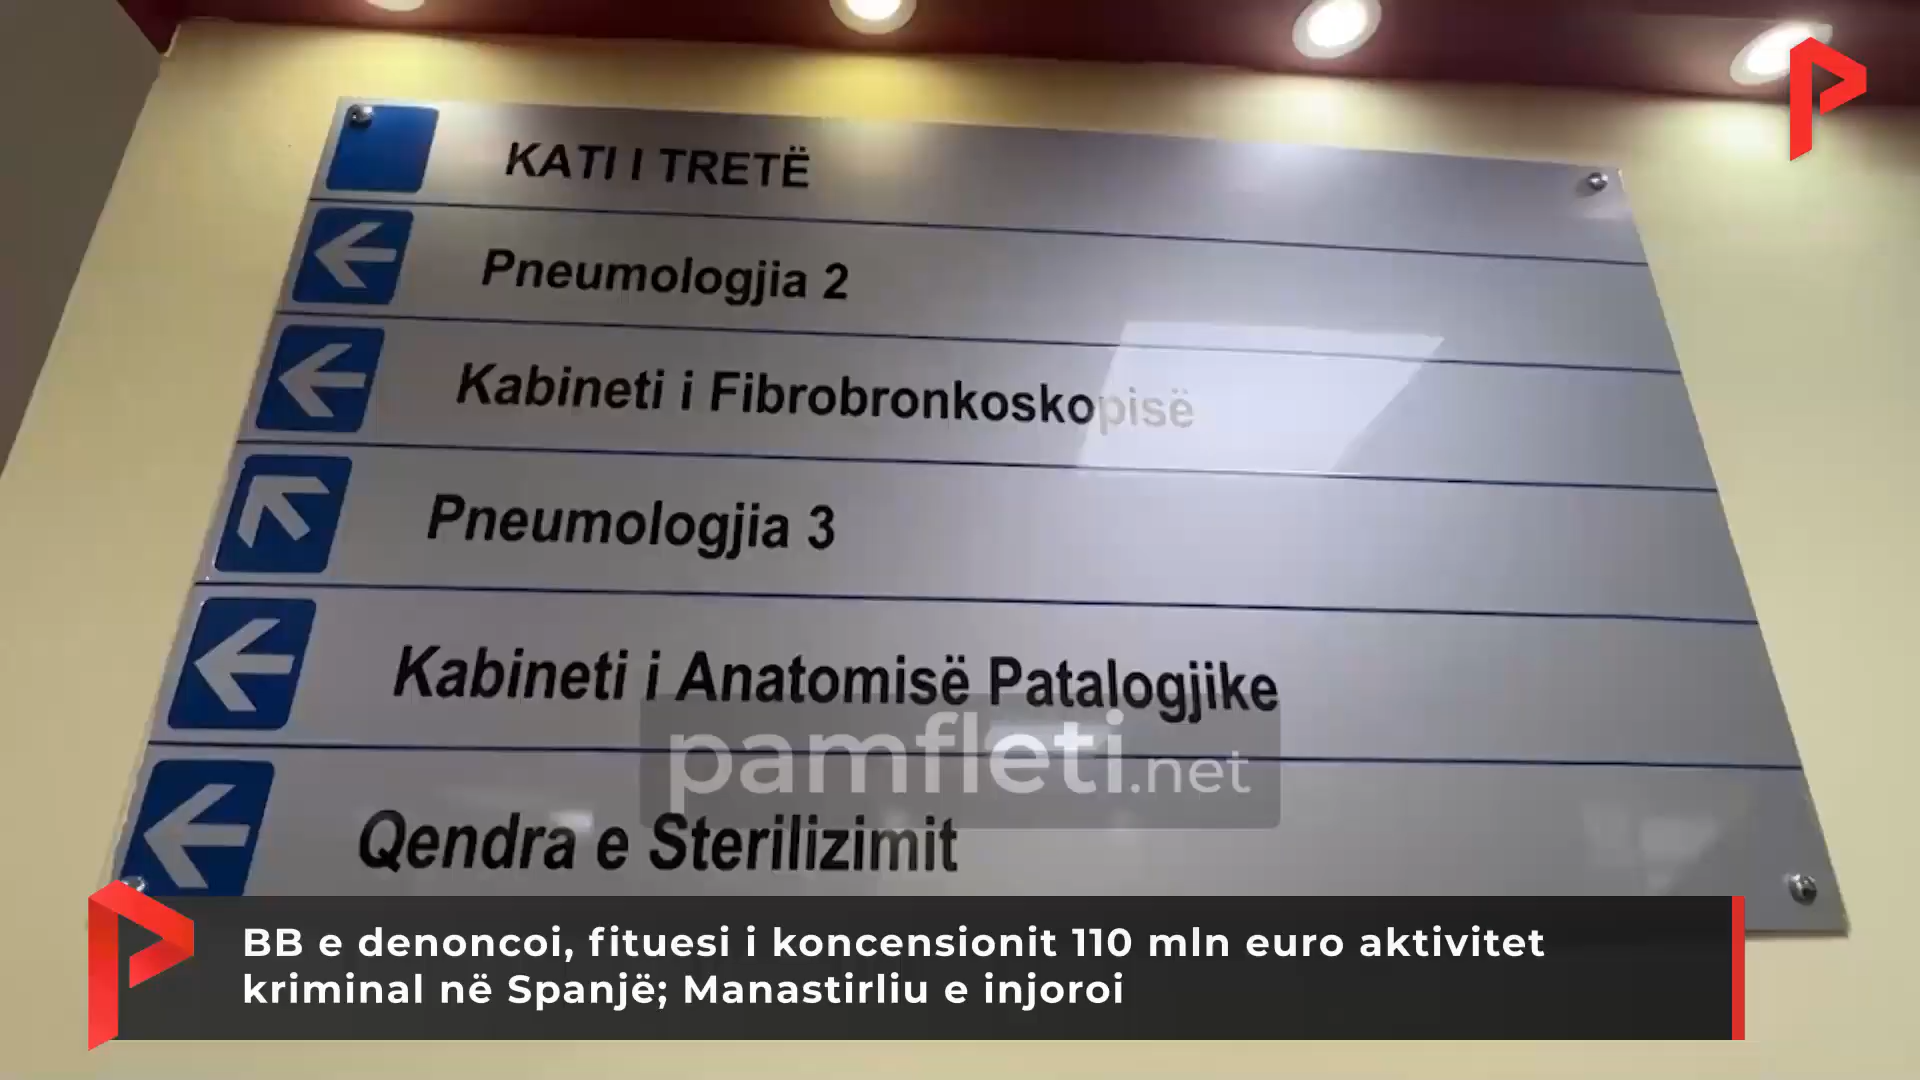 KATI I TRETË
Pneumologjia 2
Kabineti i Fibrobronkoskopisë
Pneumologjia 3
Kabineti i Anatomisë Patalogjike
pamfleti.net
Qendra e Sterilizimit
BB e denoncoi, fituesi i koncensionit 110 mln euro aktivitet
kriminal në Spanjë; Manastirliu e injoroi